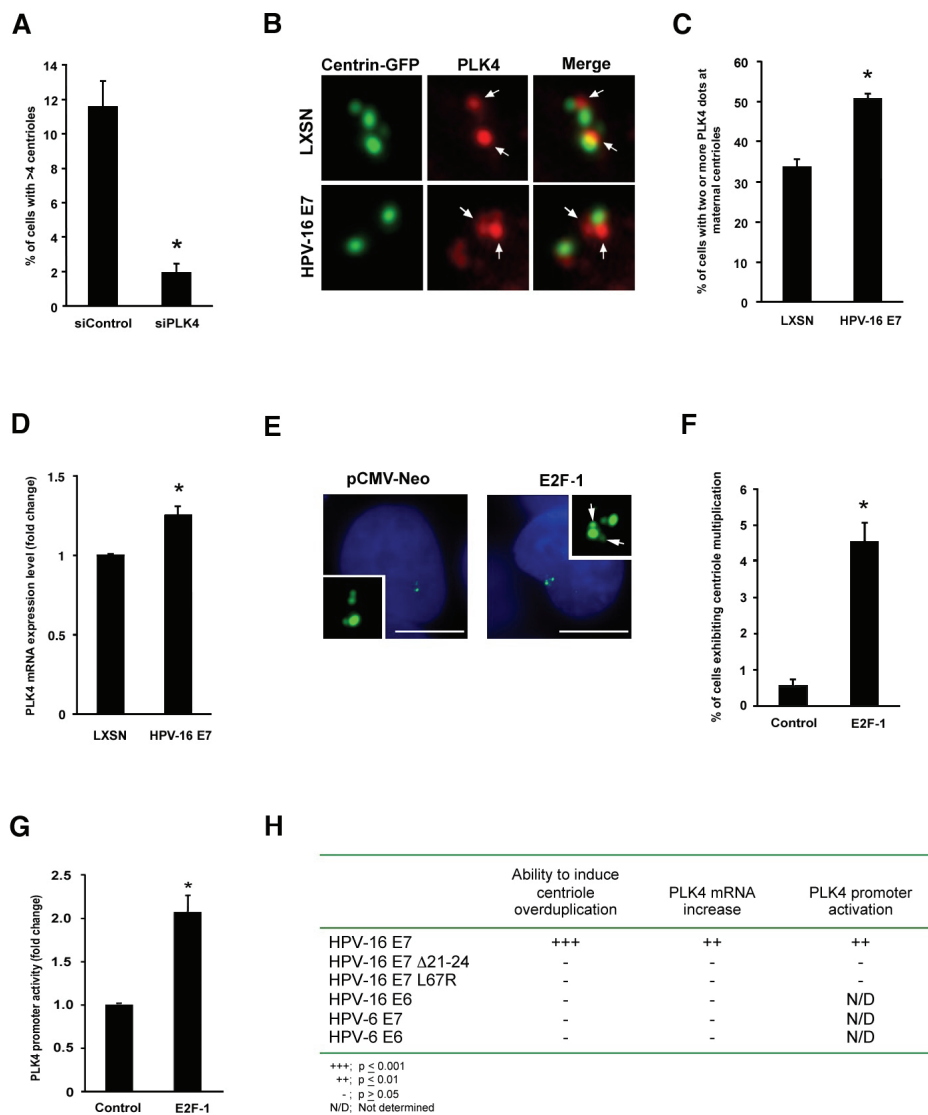 A
% of cells with >4 centrioles
14
12
10
8
6
4
2
0
*
siControl
siPLK4
B
Centrin-GFP PLK4 Merge
LXSN
HPV-16 E7
C
% of cells with two or more PLK4 dots at
maternal centrioles
60
50
40
30
20
10
60
0
*
LXSN
HPV-16 E7
D
PLK4 mRNA expression level (fold change)
1.5
1
0.5
0
*
LXSN
HPV-16 E7
E
pCMV-Neo E2F-1
F
% of cells exhibiting centriole multiplication
6
5
4
3
2
1
0
*
Control
E2F-1
G
PLK4 promoter activity (fold change)
2.5
2.0
1.5
1.0
0.5
0
*
Control
E2F-1
H
Ability to induce
centriole
overduplication
PLK4 mRNA
increase
PLK4 promoter
activation
HPV-16 E7 +++ ++ ++
HPV-16 E7 Δ21-24 - - -
HPV-16 E7 L67R - - -
HPV-16 E6 - - N/D
HPV-6 E7 - - N/D
HPV-6 E6 - - N/D
+++; p ≤ 0.001
++; p ≤ 0.01
- ; p ≥ 0.05
N/D; Not determined